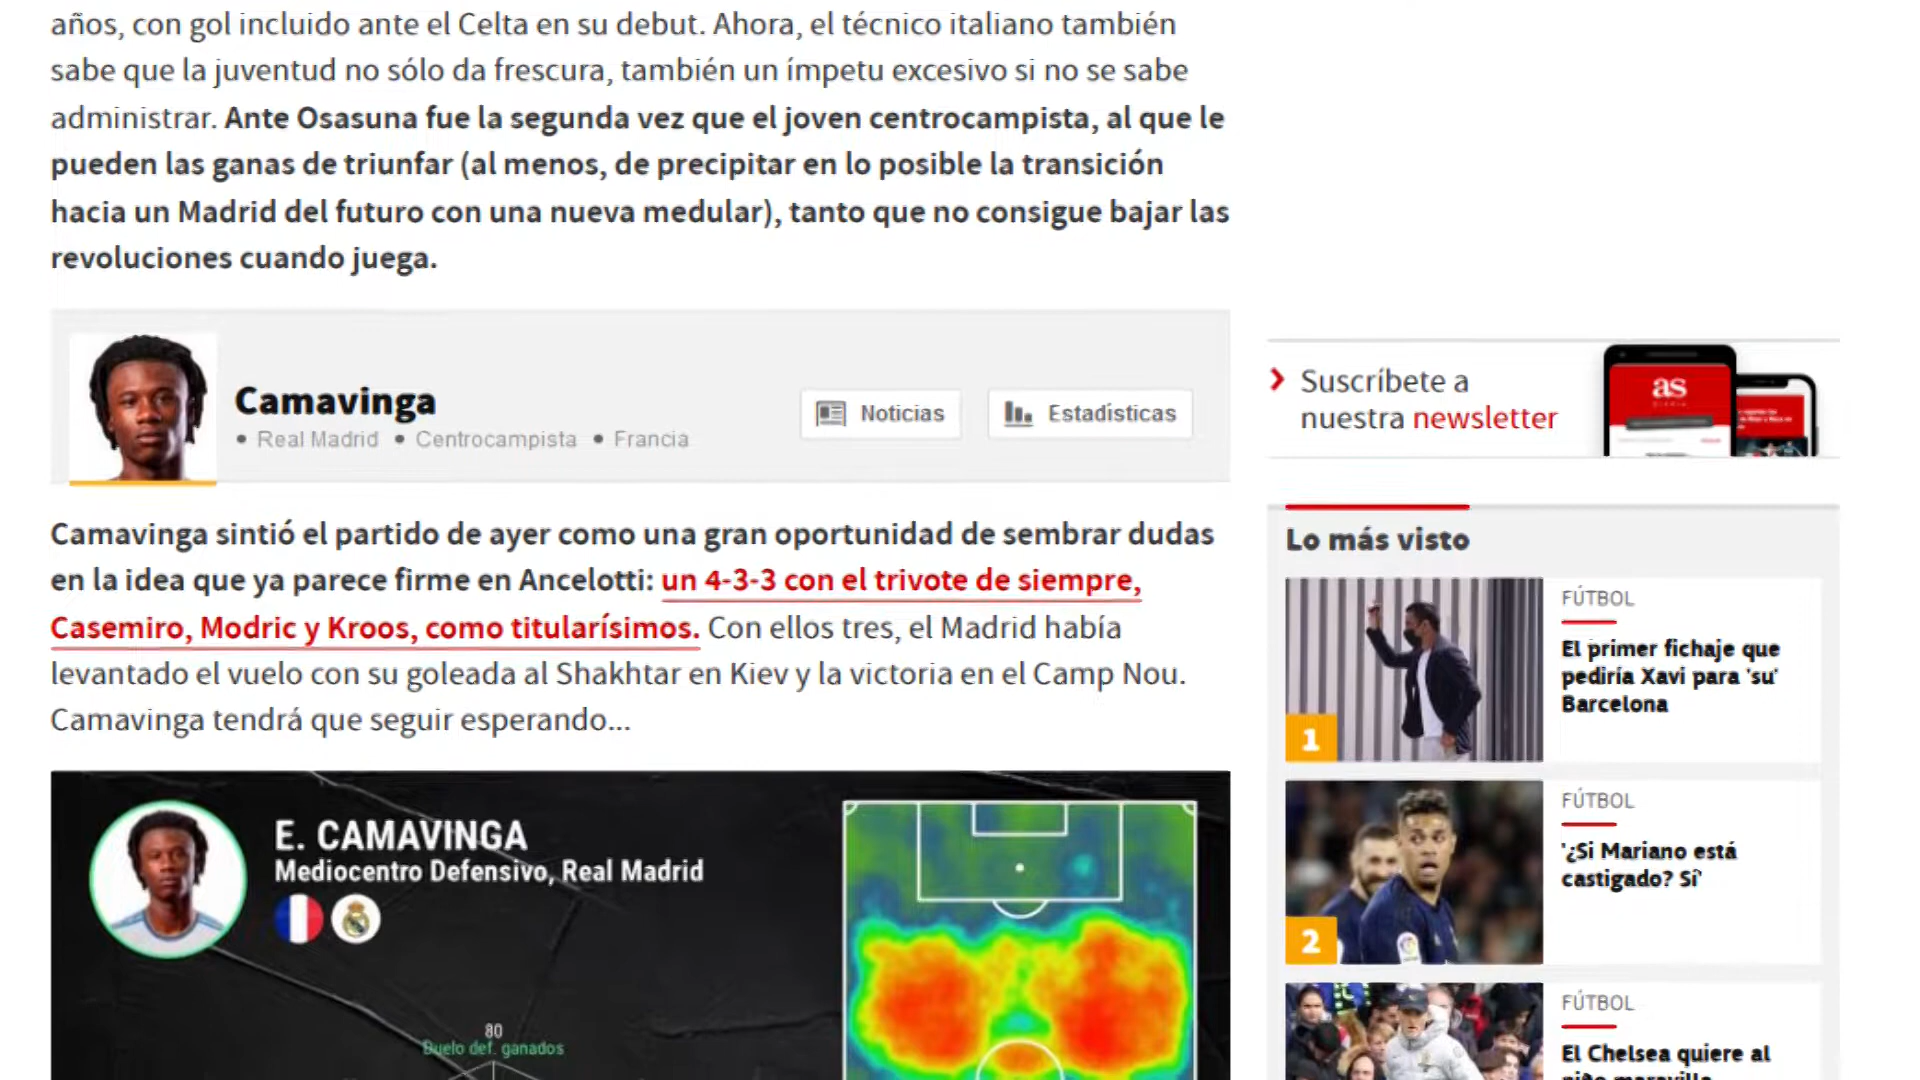 años, con gol incluido ante el Celta en su debut. Ahora, el técnico italiano también
sabe que la juventud no sólo da frescura, también un ímpetu excesivo si no se sabe
administrar. Ante Osasuna fue la segunda vez que el joven centrocampista, al que le
pueden las ganas de triunfar (al menos, de precipitar en lo posible la transición
hacia un Madrid del futuro con una nueva medular), tanto que no consigue bajar las
revoluciones cuando juega.
Camavinga
• Real Madrid • Centrocampista • Francia
Noticias
Estadísticas
Camavinga sintió el partido de ayer como una gran oportunidad de sembrar dudas
en la idea que ya parece firme en Ancelotti: un 4-3-3 con el trivote de siempre,
Casemiro, Modric y Kroos, como titularísimos. Con ellos tres, el Madrid había
levantado el vuelo con su goleada al Shakhtar en Kiev y la victoria en el Camp Nou.
Camavinga tendrá que seguir esperando...
E. CAMAVINGA
Mediocentro Defensivo, Real Madrid
80
Duelo def. ganados
Suscríbete a
nuestra newsletter
as
Lo más visto
1
FÚTBOL
El primer fichaje que
pediría Xavi para 'su'
Barcelona
2
FÚTBOL
'¿Si Mariano está
castigado? Sí'
FÚTBOL
El Chelsea quiere al
niño maravilla